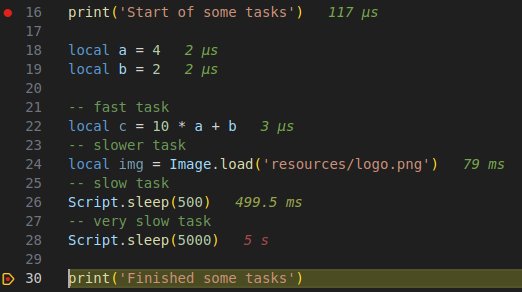 16 print('Start of some tasks') 117 µs
17
18 local a = 4 2 µs
19 local b = 2 2 µs
20
21 -- fast task
22 local c = 10 * a + b 3 µs
23 -- slower task
24 local img = Image.load('resources/logo.png') 79 ms
25 -- slow task
26 Script.sleep(500) 499.5 ms
27 -- very slow task
28 Script.sleep(5000) 5 s
29
30 print('Finished some tasks')